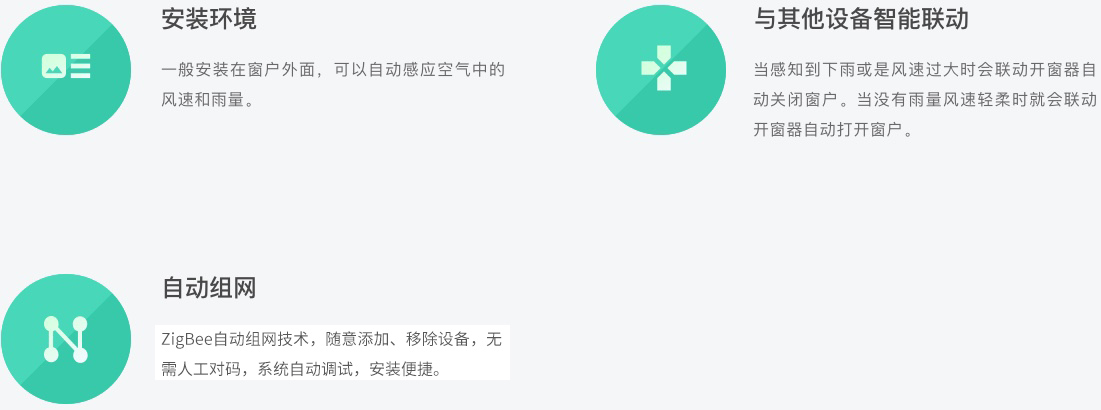 安装环境
一般安装在窗户外面，可以自动感应空气中的
风速和雨量。
与其他设备智能联动
当感知到下雨或是风速过大时会联动开窗器自
动关闭窗户。当没有雨量风速轻柔时就会联动
开窗器自动打开窗户。
自动组网
ZigBee自动组网技术，随意添加、移除设备，无
需人工对码，系统自动调试，安装便捷。